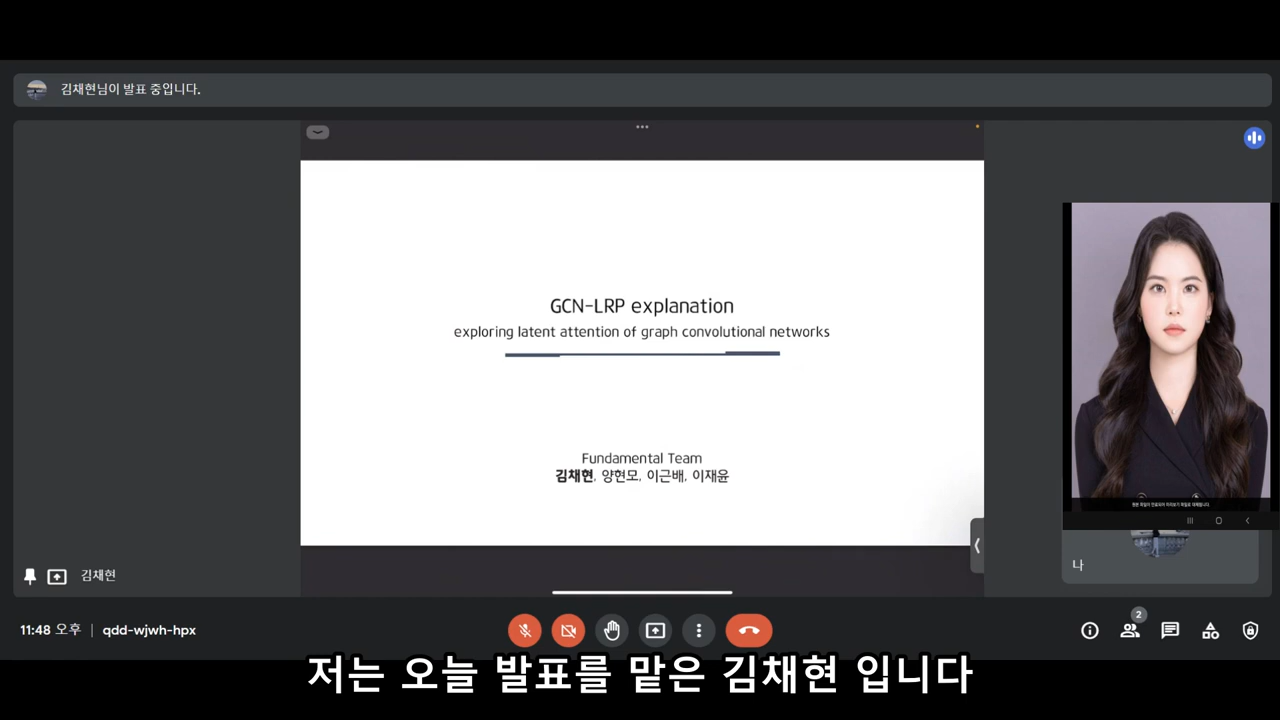 김채현님이 발표 중입니다.
GCN-LRP explanation
exploring latent attention of graph convolutional networks
Fundamental Team
김채현, 양현모, 이근배, 이재윤
김채현
나
11:48 오후 | qdd-wjwh-hpx
2
저는 오늘 발표를 맡은 김채현 입니다